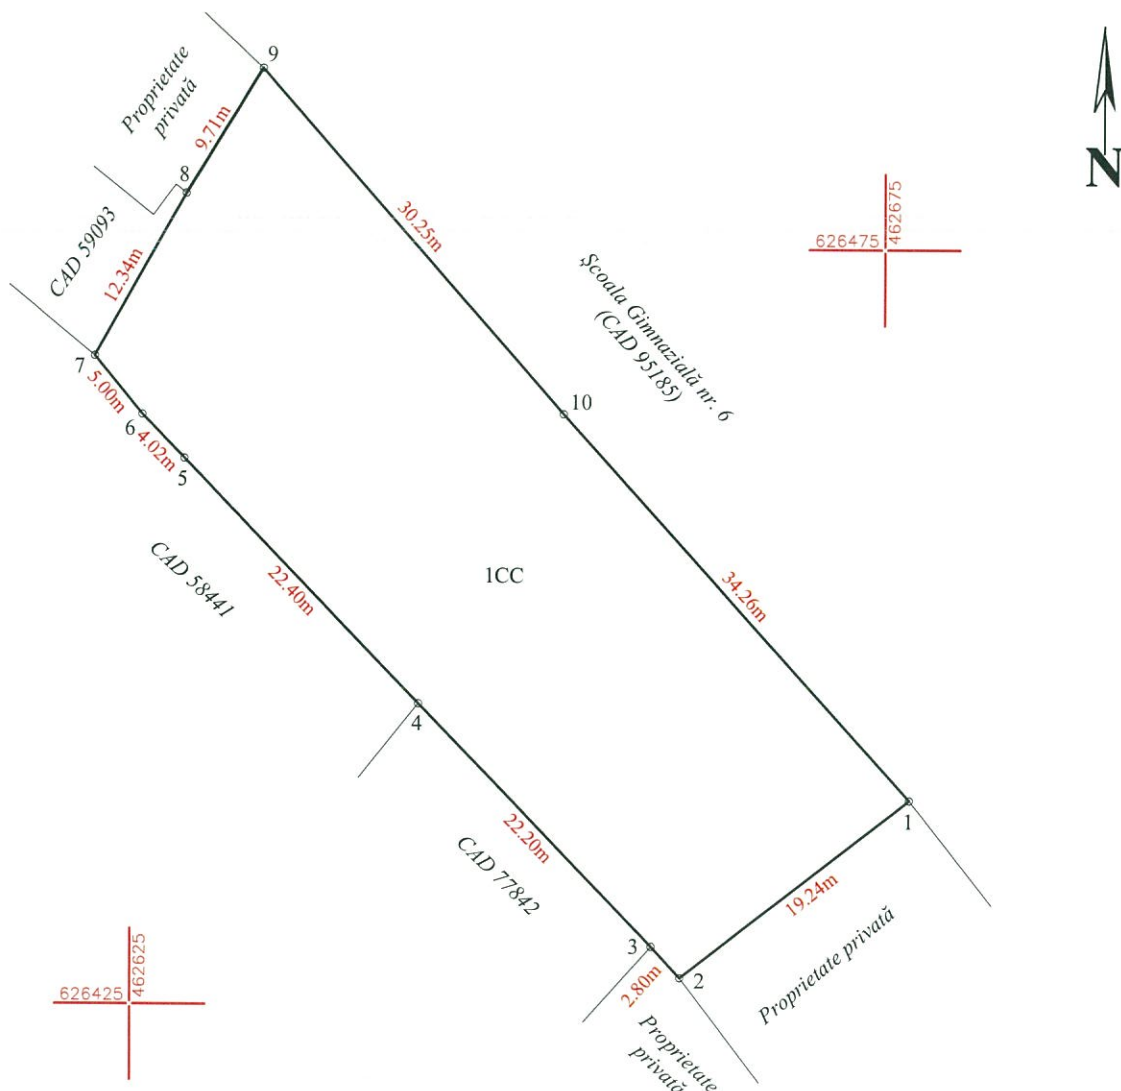 9
Proprietate
privată
9.71m
8
N
CAD 59093
12.34m
30.25m
462675
626475
Școala Gimnazială nr. 6
(CAD 95185)
7
5.00m
6
4.02m
5
10
CAD 58441
22.40m
1CC
34.26m
4
1
22.20m
CAD 77842
19.24m
Proprietate privată
3
2.80m
2
462625
626425
Proprietate
privată